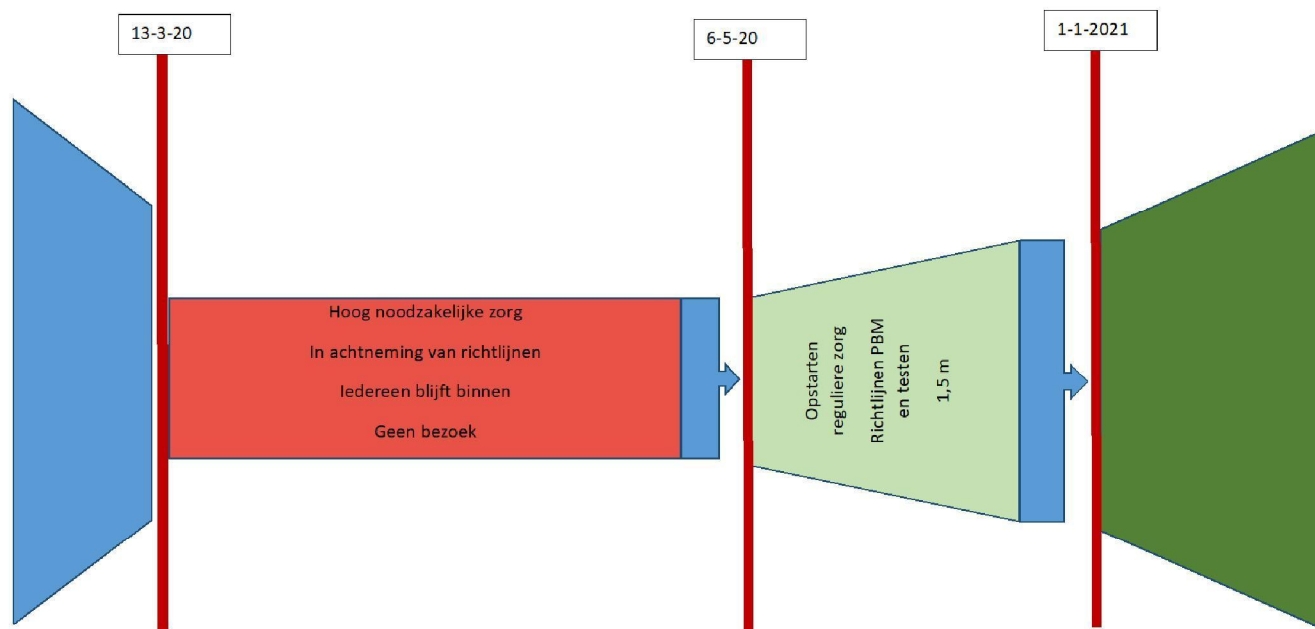 13-3-20
6-5-20
1-1-2021
Hoog noodzakelijke zorg
In achtneming van richtlijnen
Iedereen blijft binnen
Geen bezoek
Opstarten
reguliere zorg
Richtlijnen PBM
en testen
1,5 m